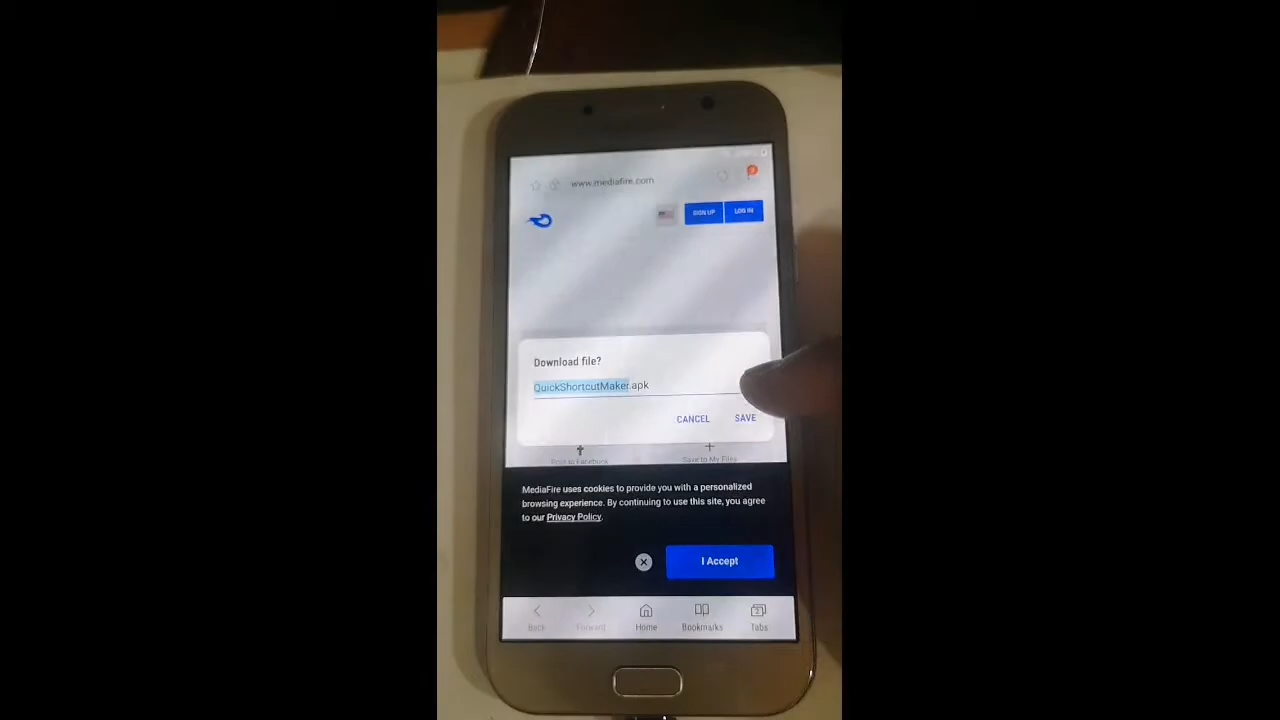 www.mediafire.com
SIGN UP
LOG IN
Download file?
QuickShortcutMaker.apk
CANCEL
SAVE
Post to Facebook
Save to My Files
MediaFire uses cookies to provide you with a personalized
browsing experience. By continuing to use this site, you agree
to our Privacy Policy.
I Accept
Back
Forward
Home
Bookmarks
Tabs